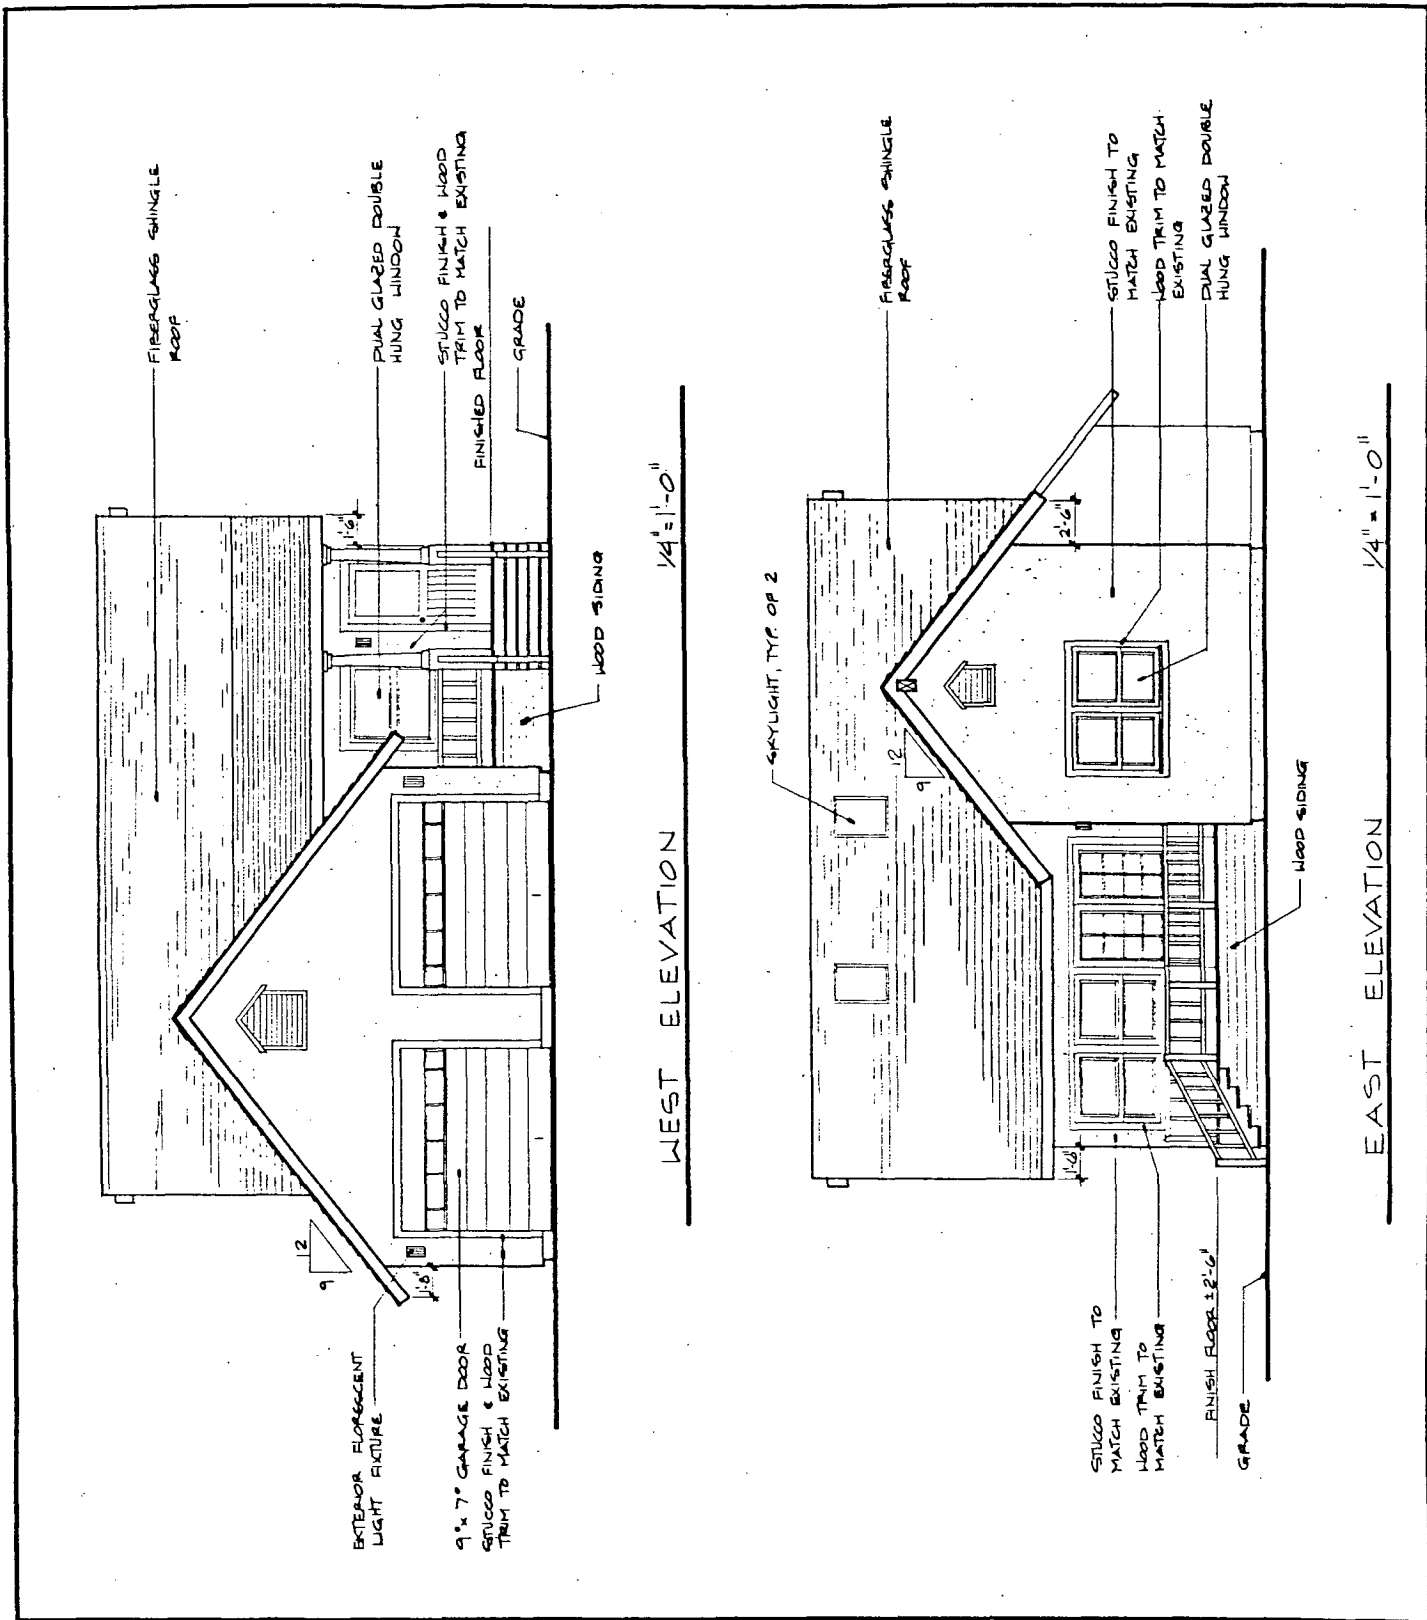 FIBERGLASS SHINGLE
ROOF
DUAL GLAZED DOUBLE
HUNG WINDOW
STUCCO FINISH & WOOD
TRIM TO MATCH EXISTING
FINISHED FLOOR
GRADE
1'-6"
WOOD SIDING
12
9
1'-8"
EXTERIOR FLORESCENT
LIGHT FIXTURE
9⁰ x 7⁰ GARAGE DOOR
STUCCO FINISH & WOOD
TRIM TO MATCH EXISTING
WEST ELEVATION
1/4" = 1'-0"
FIBERGLASS SHINGLE
ROOF
SKYLIGHT, TYP. OF 2
STUCCO FINISH TO
MATCH EXISTING
WOOD TRIM TO MATCH
EXISTING
DUAL GLAZED DOUBLE
HUNG WINDOW
2'-6"
12
9
WOOD SIDING
1'-6"
STUCCO FINISH TO
MATCH EXISTING
WOOD TRIM TO
MATCH EXISTING
FINISH FLOOR ± 2'-6"
GRADE
EAST ELEVATION
1/4" = 1'-0"